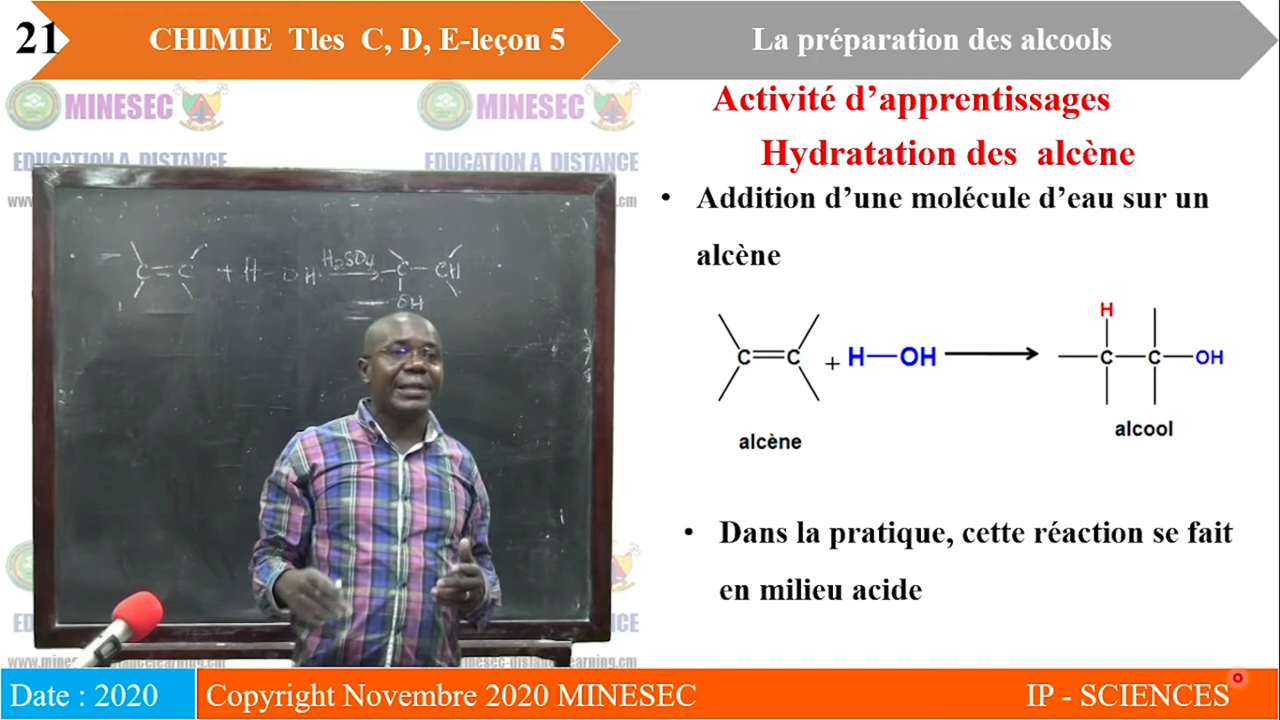 21
CHIMIE Tles C, D, E-leçon 5
La préparation des alcools
MINESEC
MINESEC
EDUCATION A DISTANCE
EDUCATION A DISTANCE
C = C + H - OH H₂SO₄ C - CH
OH
Activité d’apprentissages
Hydratation des alcène
• Addition d’une molécule d’eau sur un
alcène
C C + H—OH
H
C C OH
alcène
alcool
• Dans la pratique, cette réaction se fait
en milieu acide
Date : 2020
Copyright Novembre 2020 MINESEC
IP - SCIENCES